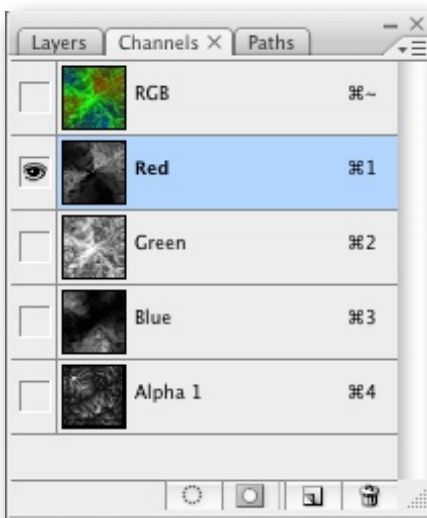 Layers Channels × Paths
RGB ⌘~
Red ⌘1
Green ⌘2
Blue ⌘3
Alpha 1 ⌘4